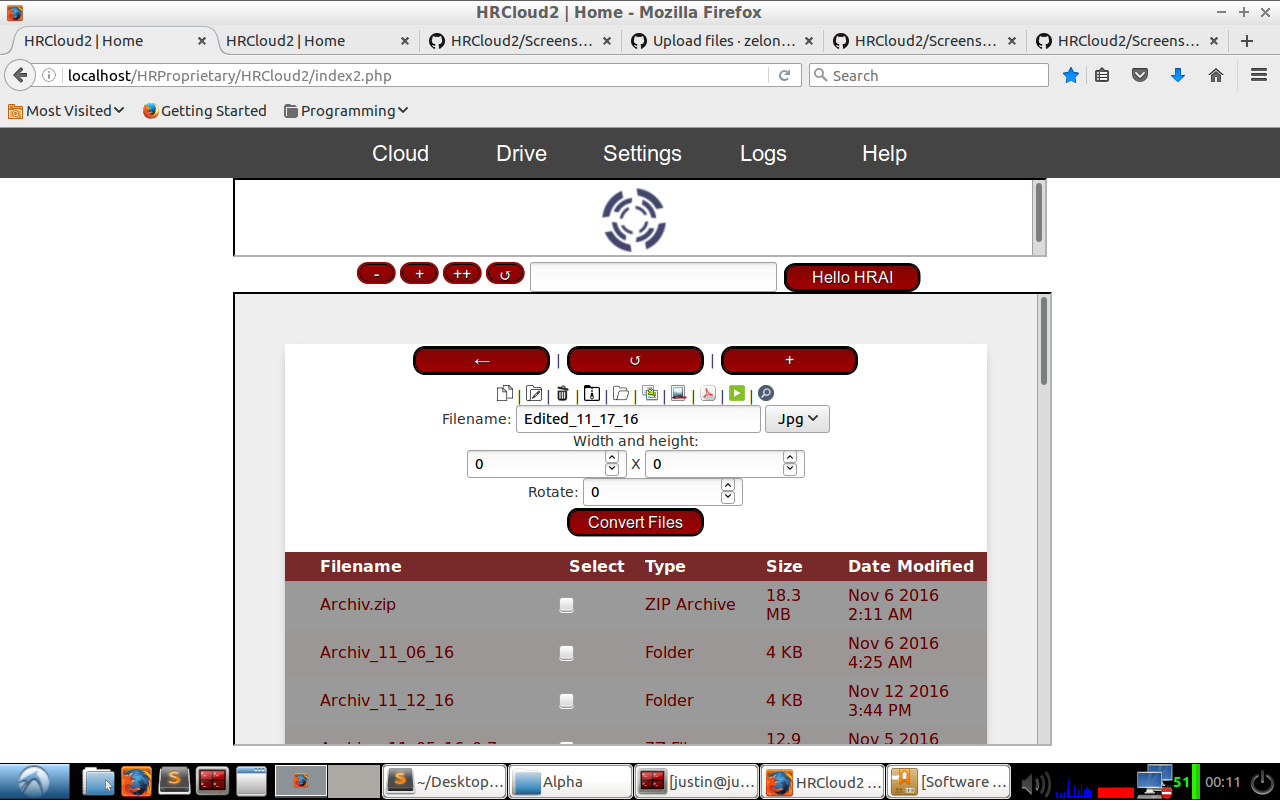 HRCloud2 | Home - Mozilla Firefox
HRCloud2 | Home
HRCloud2 | Home
HRCloud2/Screens...
Upload files · zelon...
HRCloud2/Screens...
HRCloud2/Screens...
localhost/HRProprietary/HRCloud2/index2.php
Search
Most Visited
Getting Started
Programming
Cloud Drive Settings Logs Help
- + ++ ↺ Hello HRAI
← | ↺ | +
| | | | | | | | |
Filename: Edited_11_17_16 Jpg
Width and height:
0 X 0
Rotate: 0
Convert Files
Filename Select Type Size Date Modified
Archiv.zip ZIP Archive 18.3 MB Nov 6 2016 2:11 AM
Archiv_11_06_16 Folder 4 KB Nov 6 2016 4:25 AM
Archiv_11_12_16 Folder 4 KB Nov 12 2016 3:44 PM
12.9 Nov 5 2016
~/Desktop... Alpha [justin@ju... HRCloud2 ... [Software ... 51 00:11